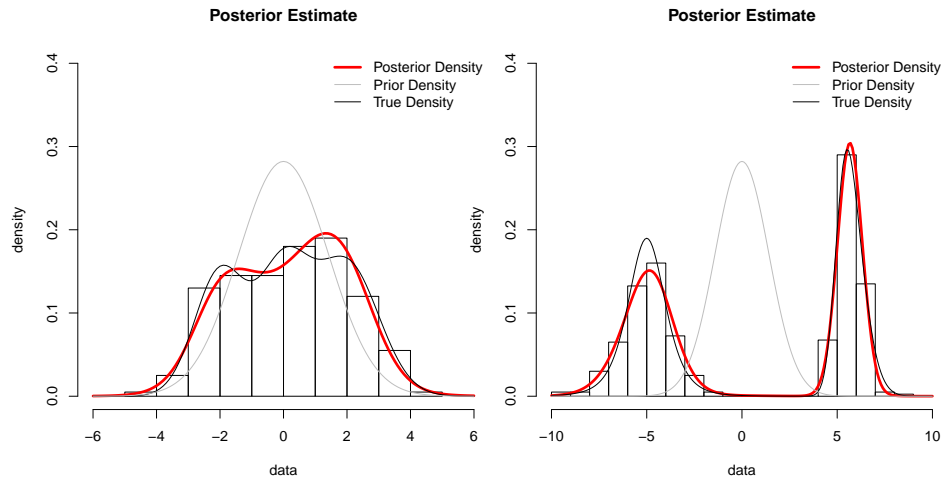 Posterior Estimate
0.4
0.3
0.2
0.1
0.0
density
Posterior Density
Prior Density
True Density
−6 −4 −2 0 2 4 6
data
Posterior Estimate
0.4
0.3
0.2
0.1
0.0
density
Posterior Density
Prior Density
True Density
−10 −5 0 5 10
data